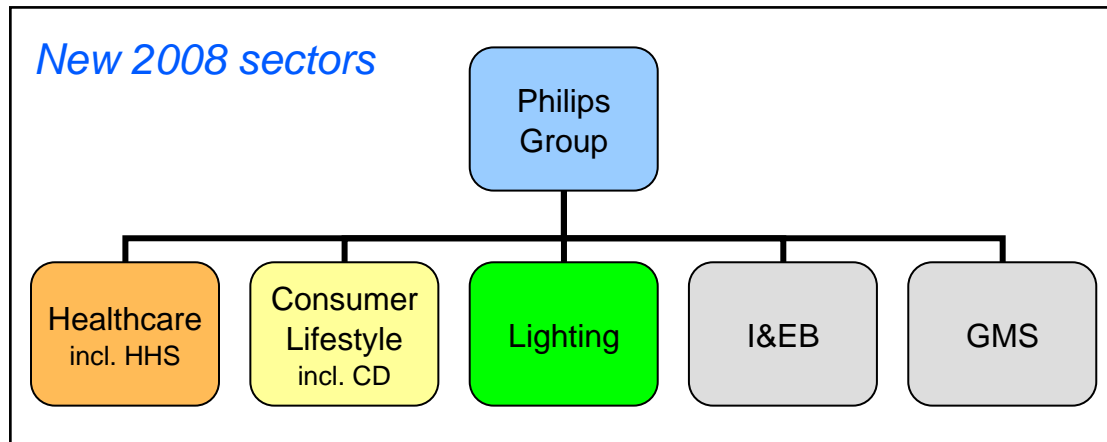 New 2008 sectors
Philips
Group
Healthcare
incl. HHS
Consumer
Lifestyle
incl. CD
Lighting
I&EB
GMS